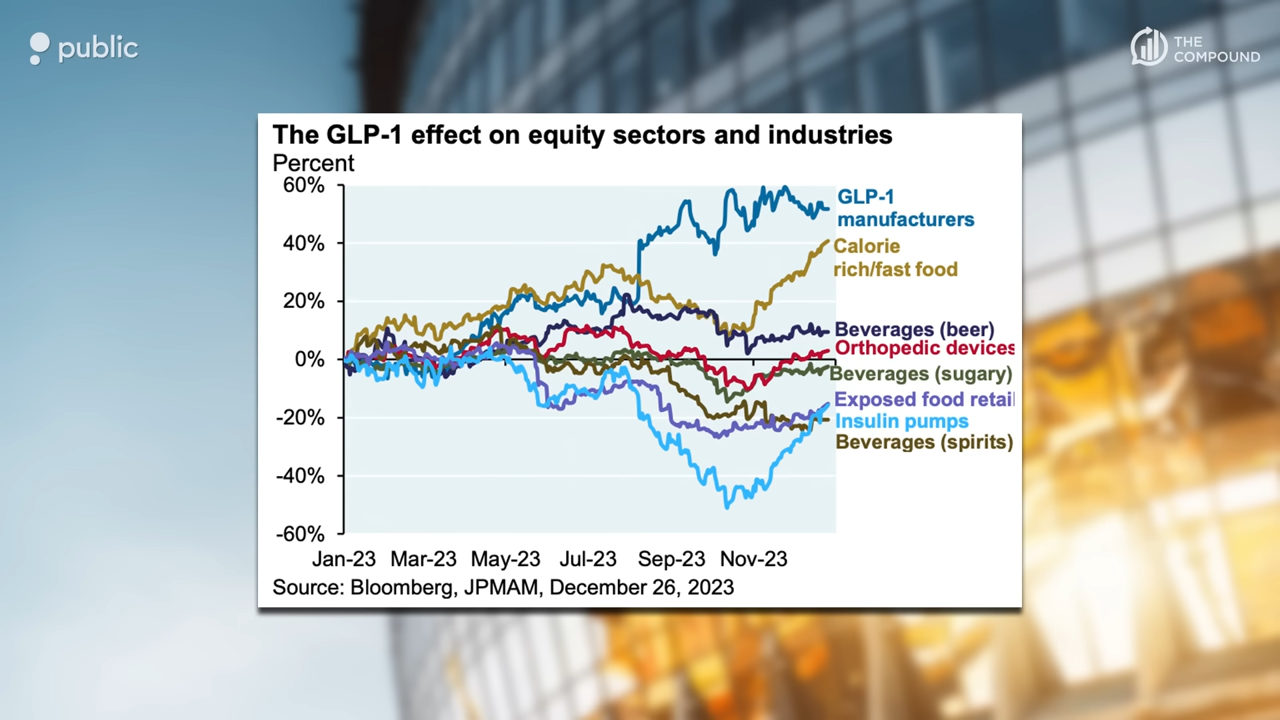 public
THE
COMPOUND
The GLP-1 effect on equity sectors and industries
Percent
60%
40%
20%
0%
-20%
-40%
-60%
Jan-23 Mar-23 May-23 Jul-23 Sep-23 Nov-23
GLP-1
manufacturers
Calorie
rich/fast food
Beverages (beer)
Orthopedic devices
Beverages (sugary)
Exposed food retai
Insulin pumps
Beverages (spirits)
Source: Bloomberg, JPMAM, December 26, 2023